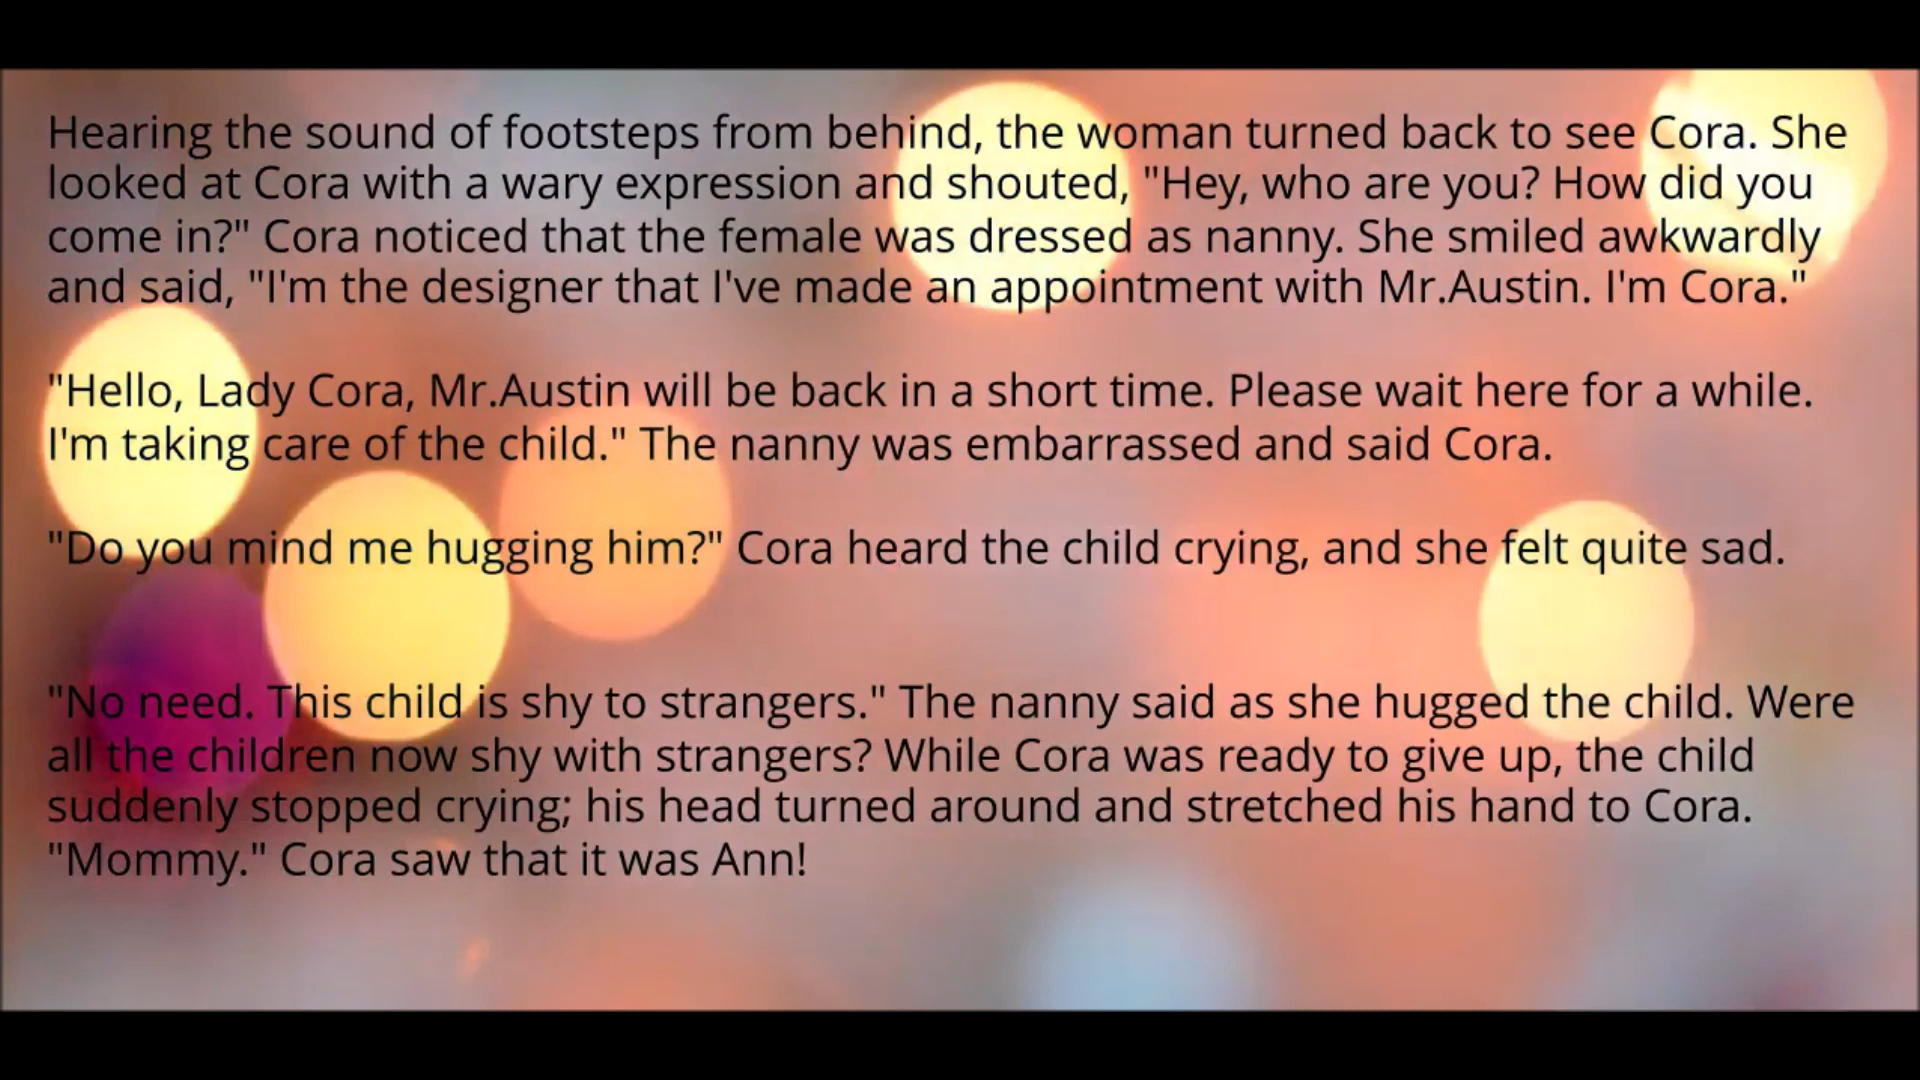 Hearing the sound of footsteps from behind, the woman turned back to see Cora. She
looked at Cora with a wary expression and shouted, "Hey, who are you? How did you
come in?" Cora noticed that the female was dressed as nanny. She smiled awkwardly
and said, "I'm the designer that I've made an appointment with Mr.Austin. I'm Cora."
"Hello, Lady Cora, Mr.Austin will be back in a short time. Please wait here for a while.
I'm taking care of the child." The nanny was embarrassed and said Cora.
"Do you mind me hugging him?" Cora heard the child crying, and she felt quite sad.
"No need. This child is shy to strangers." The nanny said as she hugged the child. Were
all the children now shy with strangers? While Cora was ready to give up, the child
suddenly stopped crying; his head turned around and stretched his hand to Cora.
"Mommy." Cora saw that it was Ann!